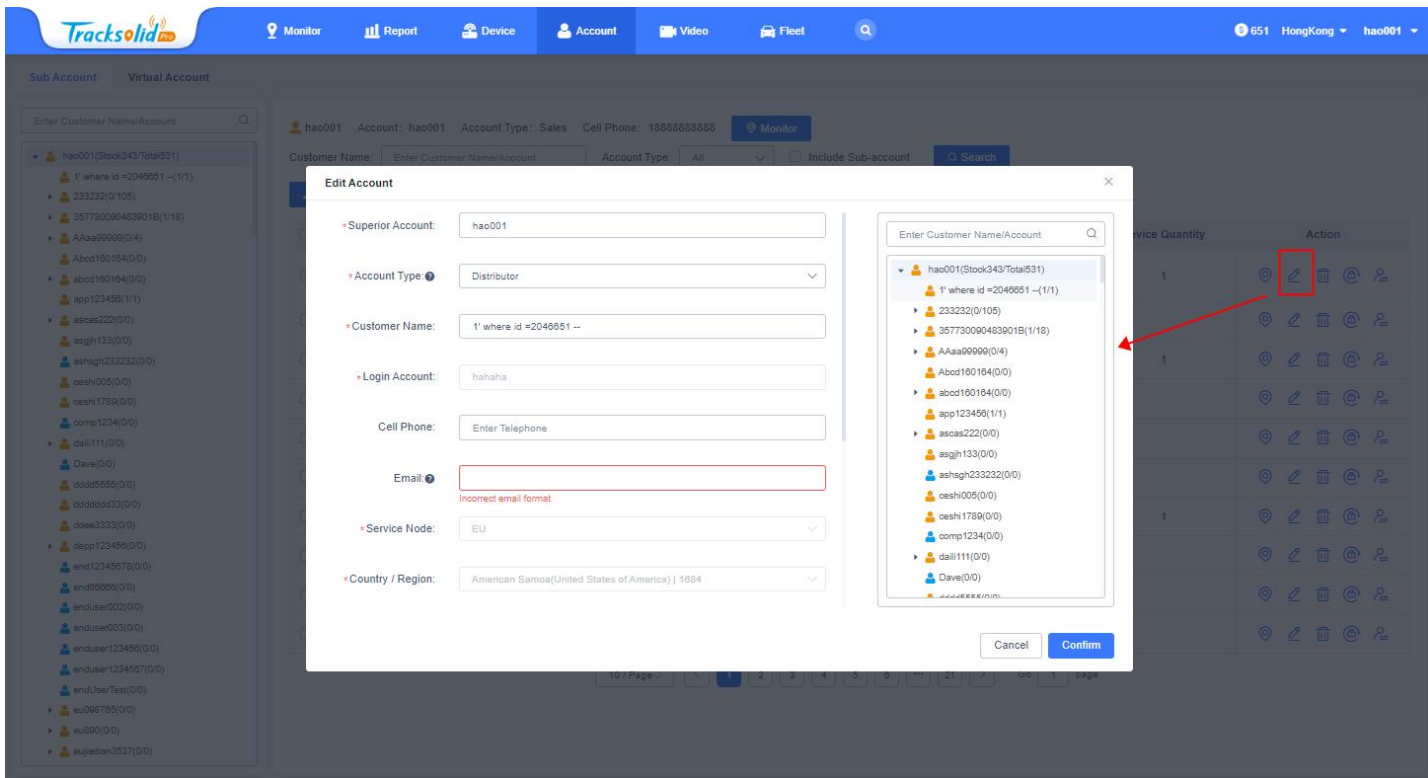 Tracksolid Pro
Monitor Report Device Account Video Fleet 651 HongKong hao001
Sub Account Virtual Account
Enter Customer Name/Account
hao001(Stock343/Total531)
1' where id =2046651 --(1/1)
233232(0/105)
357730090483901B(1/18)
AAaa99999(0/4)
Abcd160164(0/0)
abcd160164(0/0)
app123456(1/1)
ascas222(0/0)
asgjh133(0/0)
ashsgh233232(0/0)
ceshi005(0/0)
ceshi1789(0/0)
comp1234(0/0)
daili111(0/0)
Dave(0/0)
dddd5555(0/0)
ddddddd33(0/0)
ddee3333(0/0)
depp123456(0/0)
end12345678(0/0)
end66666(0/0)
enduser002(0/0)
enduser003(0/0)
enduser123456(0/0)
enduser1234567(0/0)
endUserTest(0/0)
eu098765(0/0)
eu890(0/0)
eujiedian3537(0/0)
hao001 Account: hao001 Account Type: Sales Cell Phone: 18888888888 Monitor
Customer Name: Enter Customer Name/Account Account Type: All Include Sub-account Search
Quantity Action
1
1
1
Edit Account
*Superior Account: hao001
*Account Type: Distributor
*Customer Name: 1' where id =2046651 --
*Login Account: hahaha
Cell Phone: Enter Telephone
Email:
Incorrect email format
*Service Node: EU
*Country / Region: American Samoa(United States of America) | 1684
Enter Customer Name/Account
hao001(Stock343/Total531)
1' where id =2046651 --(1/1)
233232(0/105)
357730090483901B(1/18)
AAaa99999(0/4)
Abcd160164(0/0)
abcd160164(0/0)
app123456(1/1)
ascas222(0/0)
asgjh133(0/0)
ashsgh233232(0/0)
ceshi005(0/0)
ceshi1789(0/0)
comp1234(0/0)
daili111(0/0)
Dave(0/0)
dddd5555(0/0)
Cancel Confirm
10 / Page 1 2 3 4 5 6 ··· 21 Go 1 page